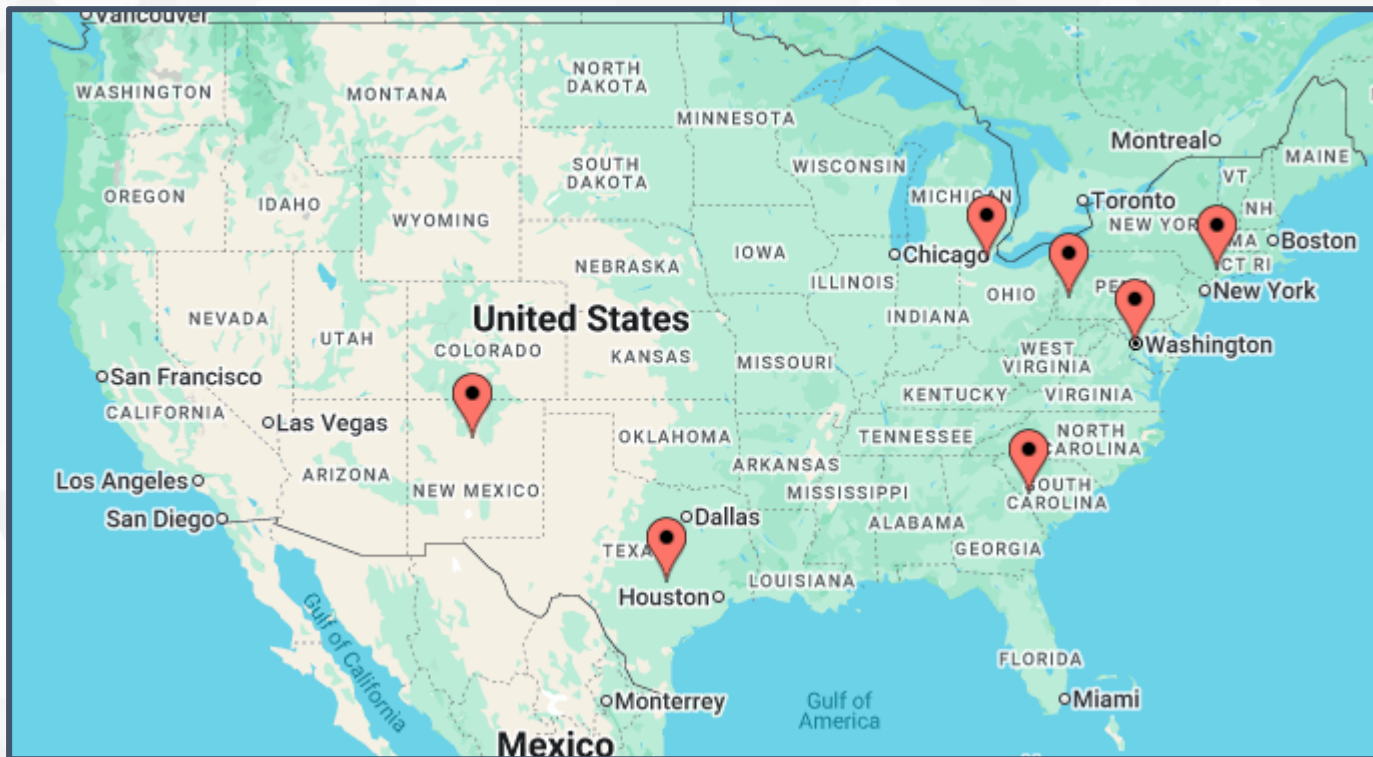 Vancouver
WASHINGTON
MONTANA
NORTH
DAKOTA
MINNESOTA
Montreal
MAINE
OREGON
IDAHO
WYOMING
SOUTH
DAKOTA
WISCONSIN
MICHIGAN
Toronto
VT
NH
NEW YORK
MA
Boston
NEBRASKA
IOWA
Chicago
ILLINOIS
INDIANA
OHIO
PE
CT RI
New York
NEVADA
UTAH
United States
COLORADO
KANSAS
MISSOURI
WEST
VIRGINIA
Washington
KENTUCKY
VIRGINIA
San Francisco
CALIFORNIA
Las Vegas
OKLAHOMA
TENNESSEE
NORTH
CAROLINA
Los Angeles
ARIZONA
NEW MEXICO
ARKANSAS
MISSISSIPPI
SOUTH
CAROLINA
San Diego
Dallas
ALABAMA
TEXA
GEORGIA
Houston
LOUISIANA
Gulf of California
FLORIDA
Monterrey
Gulf of
America
Miami
Mexico